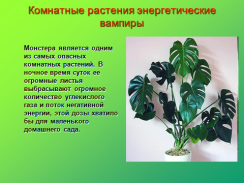 Комнатные растения энергетические
вампиры
Монстера является одним
из самых опасных
комнатных растений. В
ночное время суток ее
огромные листья
выбрасывают огромное
количество углекислого
газа и поток негативной
энергии, этой дозы хватило
бы для маленького
домашнего сада.